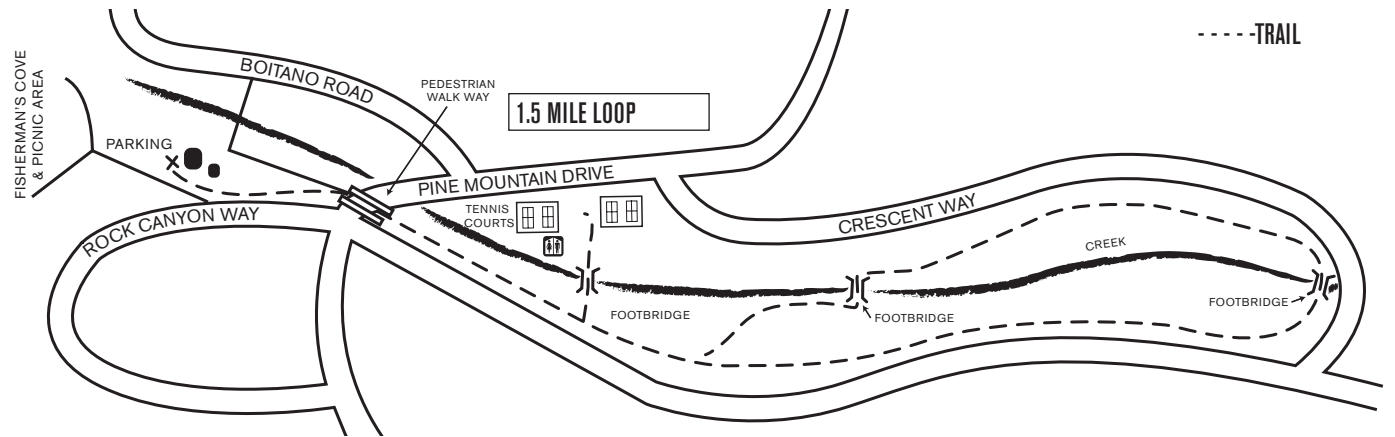 TRAIL
FISHERMAN'S COVE
& PICNIC AREA
BOITANO ROAD
PEDESTRIAN
WALK WAY
1.5 MILE LOOP
PARKING
PINE MOUNTAIN DRIVE
ROCK CANYON WAY
TENNIS
COURTS
CRESCENT WAY
CREEK
FOOTBRIDGE
FOOTBRIDGE
FOOTBRIDGE